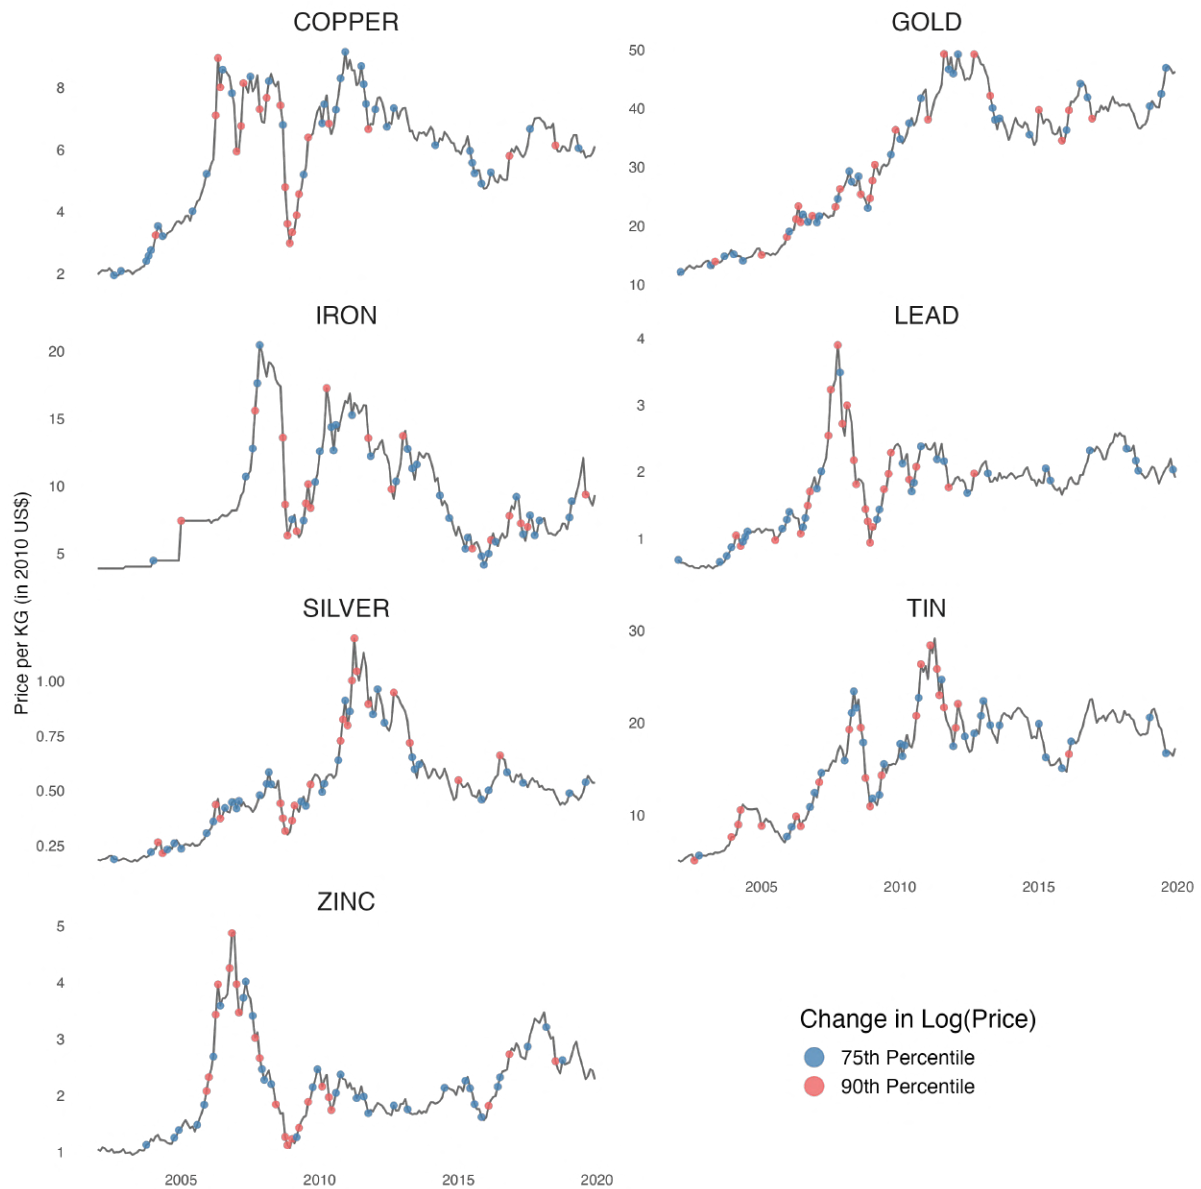 COPPER
8
6
4
2
GOLD
50
40
30
20
10
IRON
20
15
10
5
LEAD
4
3
2
1
Price per KG (in 2010 US$)
SILVER
1.00
0.75
0.50
0.25
TIN
30
20
10
2005 2010 2015 2020
ZINC
5
4
3
2
1
2005 2010 2015 2020
Change in Log(Price)
75th Percentile
90th Percentile